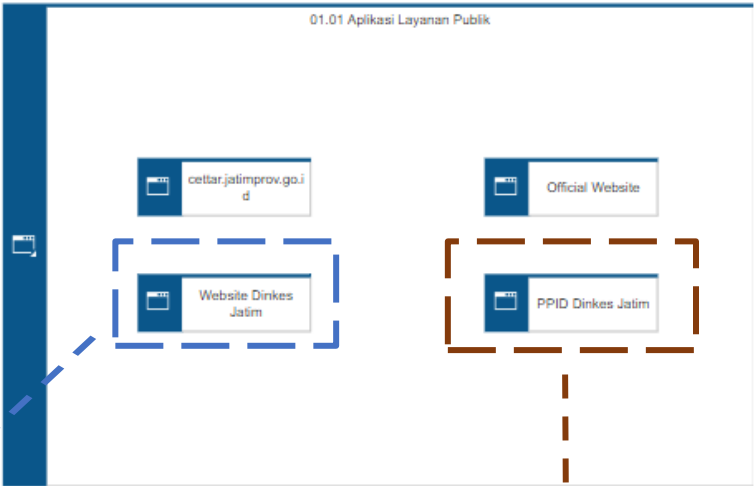 01.01 Aplikasi Layanan Publik
cettar.jatimprov.go.i
d
Official Website
Website Dinkes
Jatim
PPID Dinkes Jatim